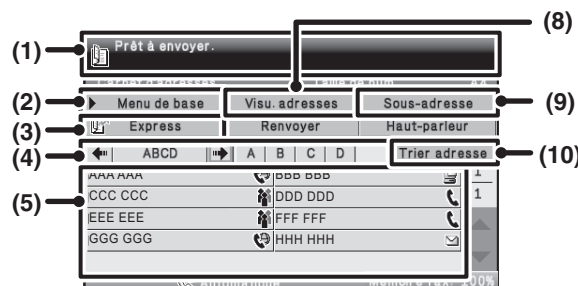 (8)
(1) Prêt à envoyer.
(2) Menu de base Visu.adresses Sous-adresse (9)
(3) Express Renvoyer Haut-parleur
(4) ABCD A B C D Trier adresse (10)
AAA AAA BBB BBB 1
(5) CCC CCC DDD DDD 1
EEE EEE FFF FFF
GGG GGG HHH HHH